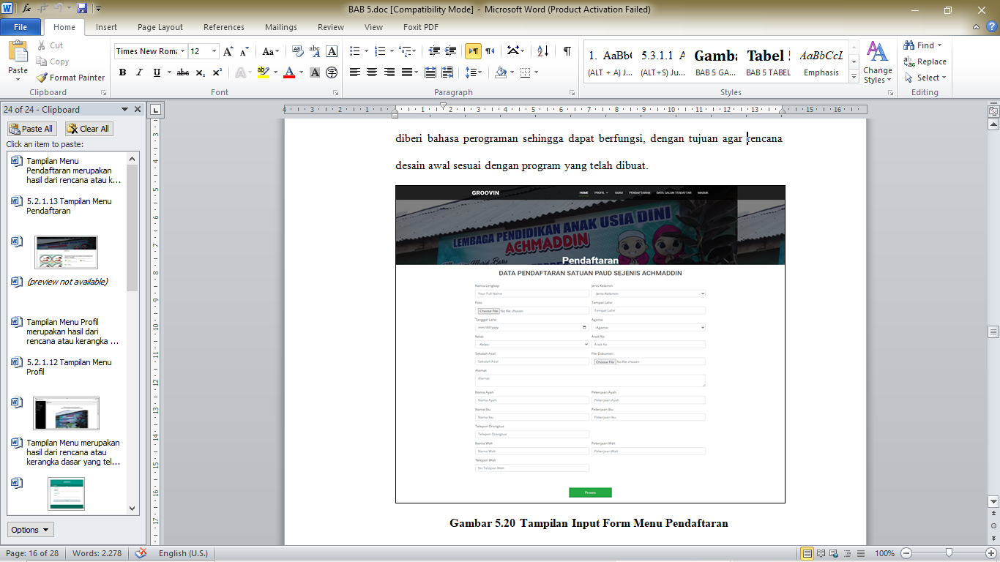 BAB 5.doc [Compatibility Mode] - Microsoft Word (Product Activation Failed)
File Home Insert Page Layout References Mailings Review View Foxit PDF
Paste
Cut
Copy
Format Painter
Clipboard
Times New Roma 12
Font
Paragraph
1. AaBb( 5.3.1.1 A Gamba Tabel AaBbCcL
(ALT + A) J... (ALT+S) Ju... BAB 5 GA... BAB 5 TABEL Emphasis
Change Styles
Styles
Find
Replace
Select
Editing
24 of 24 - Clipboard
Paste All Clear All
Click an item to paste:
Tampilan Menu
Pendaftaran merupakan
hasil dari rencana atau k...
5.2.1.13 Tampilan Menu
Pendaftaran
(preview not available)
Tampilan Menu Profil
merupakan hasil dari
rencana atau kerangka ...
5.2.1.12 Tampilan Menu
Profil
Tampilan Menu merupakan
hasil dari rencana atau
kerangka dasar yang tel...
Options
diberi bahasa perograman sehingga dapat berfungsi, dengan tujuan agar rencana
desain awal sesuai dengan program yang telah dibuat.
GROOVIN HOME PROFIL GURU PENDAFTARAN DATA CALON TERDAFTAR MASUK
LEMBAGA PENDIDIKAN ANAK USIA DINI
ACHMADDIN
Pendaftaran
DATA PENDAFTARAN SATUAN PAUD SEJENIS ACHMADDIN
Nama Lengkap Jenis Kelamin
Your Full Name -Jenis-Kelamin-
Foto Tempat Lahir
Choose File No file chosen Tempat Lahir
Tanggal Lahir Agama
mm/dd/yyyy -Agama-
Kelas Anak Ke-
-Kelas- Anak Ke
Sekolah Asal File Dokumen
Sekolah Asal Choose File No file chosen
Alamat
Alamat
Nama Ayah Pekerjaan Ayah
Nama Ayah Pekerjaan Ayah
Nama Ibu Pekerjaan Ibu
Nama Ibu Pekerjaan Ibu
Telepon Orangtua
Telepon Orangtua
Nama Wali Pekerjaan Wali
Nama Wali Pekerjaan Wali
Telepon Wali
No Telepon Wali
Proses
Gambar 5.20 Tampilan Input Form Menu Pendaftaran
Page: 16 of 28 Words: 2.278 English (U.S.) 100%